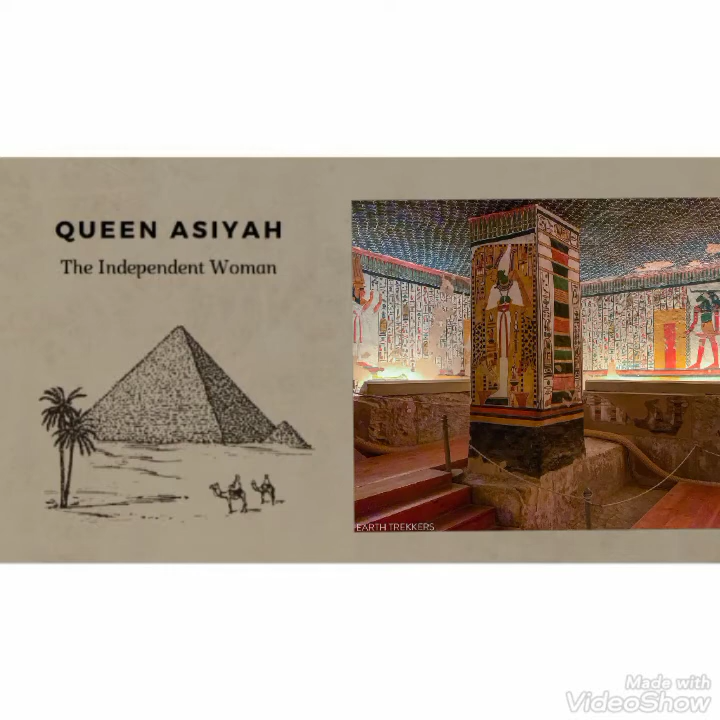 QUEEN ASIYAH
The Independent Woman
EARTH TREKKERS
Made with
VideoShow